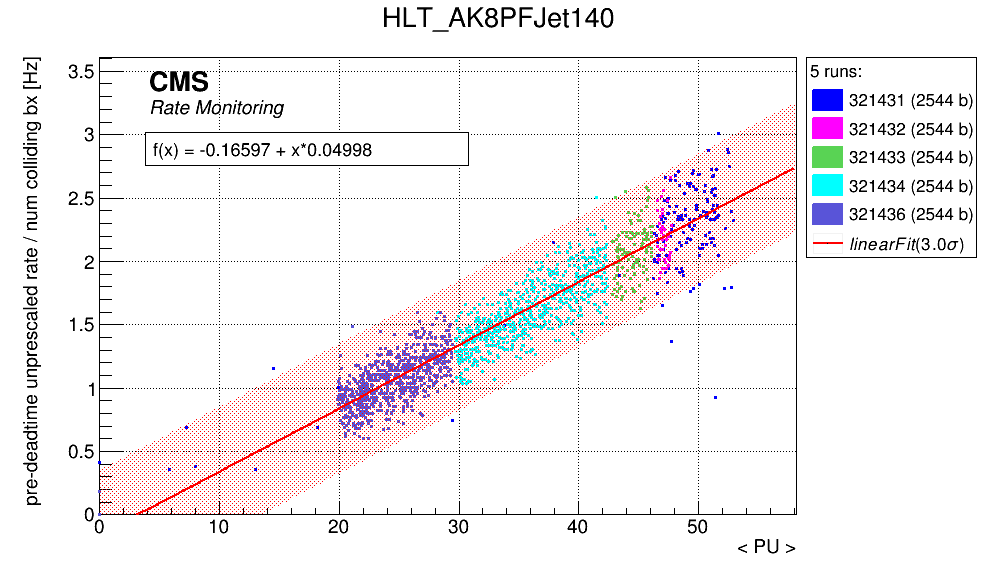 HLT_AK8PFJet140
pre-deadtime unprescaled rate / num colliding bx [Hz]
3.5
3
2.5
2
1.5
1
0.5
0
CMS
Rate Monitoring
f(x) = -0.16597 + x*0.04998
0 10 20 30 40 50
< PU >
5 runs:
321431 (2544 b)
321432 (2544 b)
321433 (2544 b)
321434 (2544 b)
321436 (2544 b)
linearFit(3.0σ)